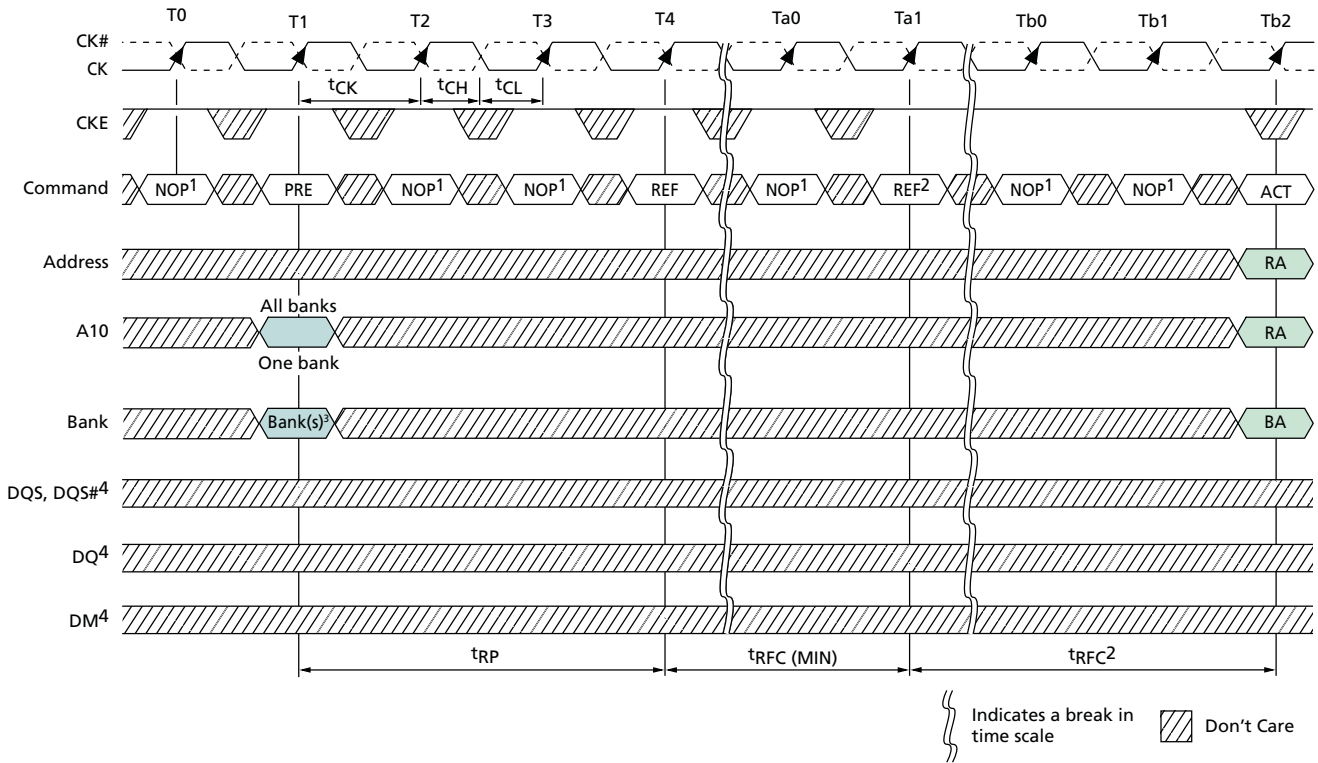 T0 T1 T2 T3 T4 Ta0 Ta1 Tb0 Tb1 Tb2
CK#
CK
tCK tCH tCL
CKE
Command NOP1 PRE NOP1 NOP1 REF NOP1 REF2 NOP1 NOP1 ACT
Address RA
All banks
A10 RA
One bank
Bank Bank(s)3 BA
DQS, DQS#4
DQ4
DM4
tRP tRFC (MIN) tRFC2
Indicates a break in
time scale
Don't Care